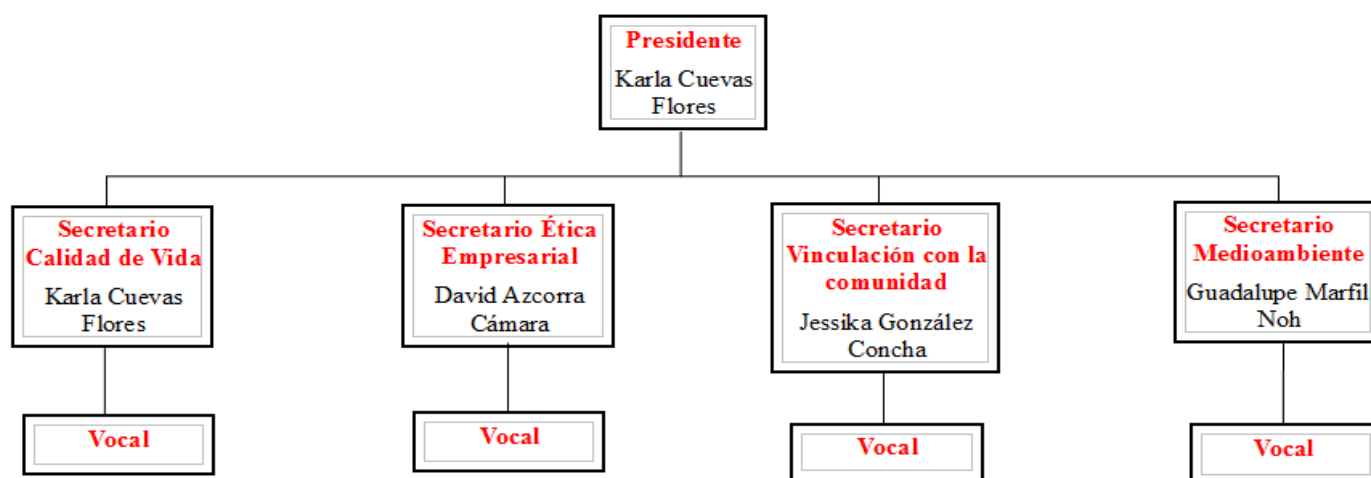 Presidente
Karla Cuevas
Flores
Secretario
Calidad de Vida
Karla Cuevas
Flores
Secretario Ética
Empresarial
David Azcorra
Cámara
Secretario
Vinculación con la
comunidad
Jessika González
Concha
Secretario
Medioambiente
Guadalupe Marfil
Noh
Vocal
Vocal
Vocal
Vocal